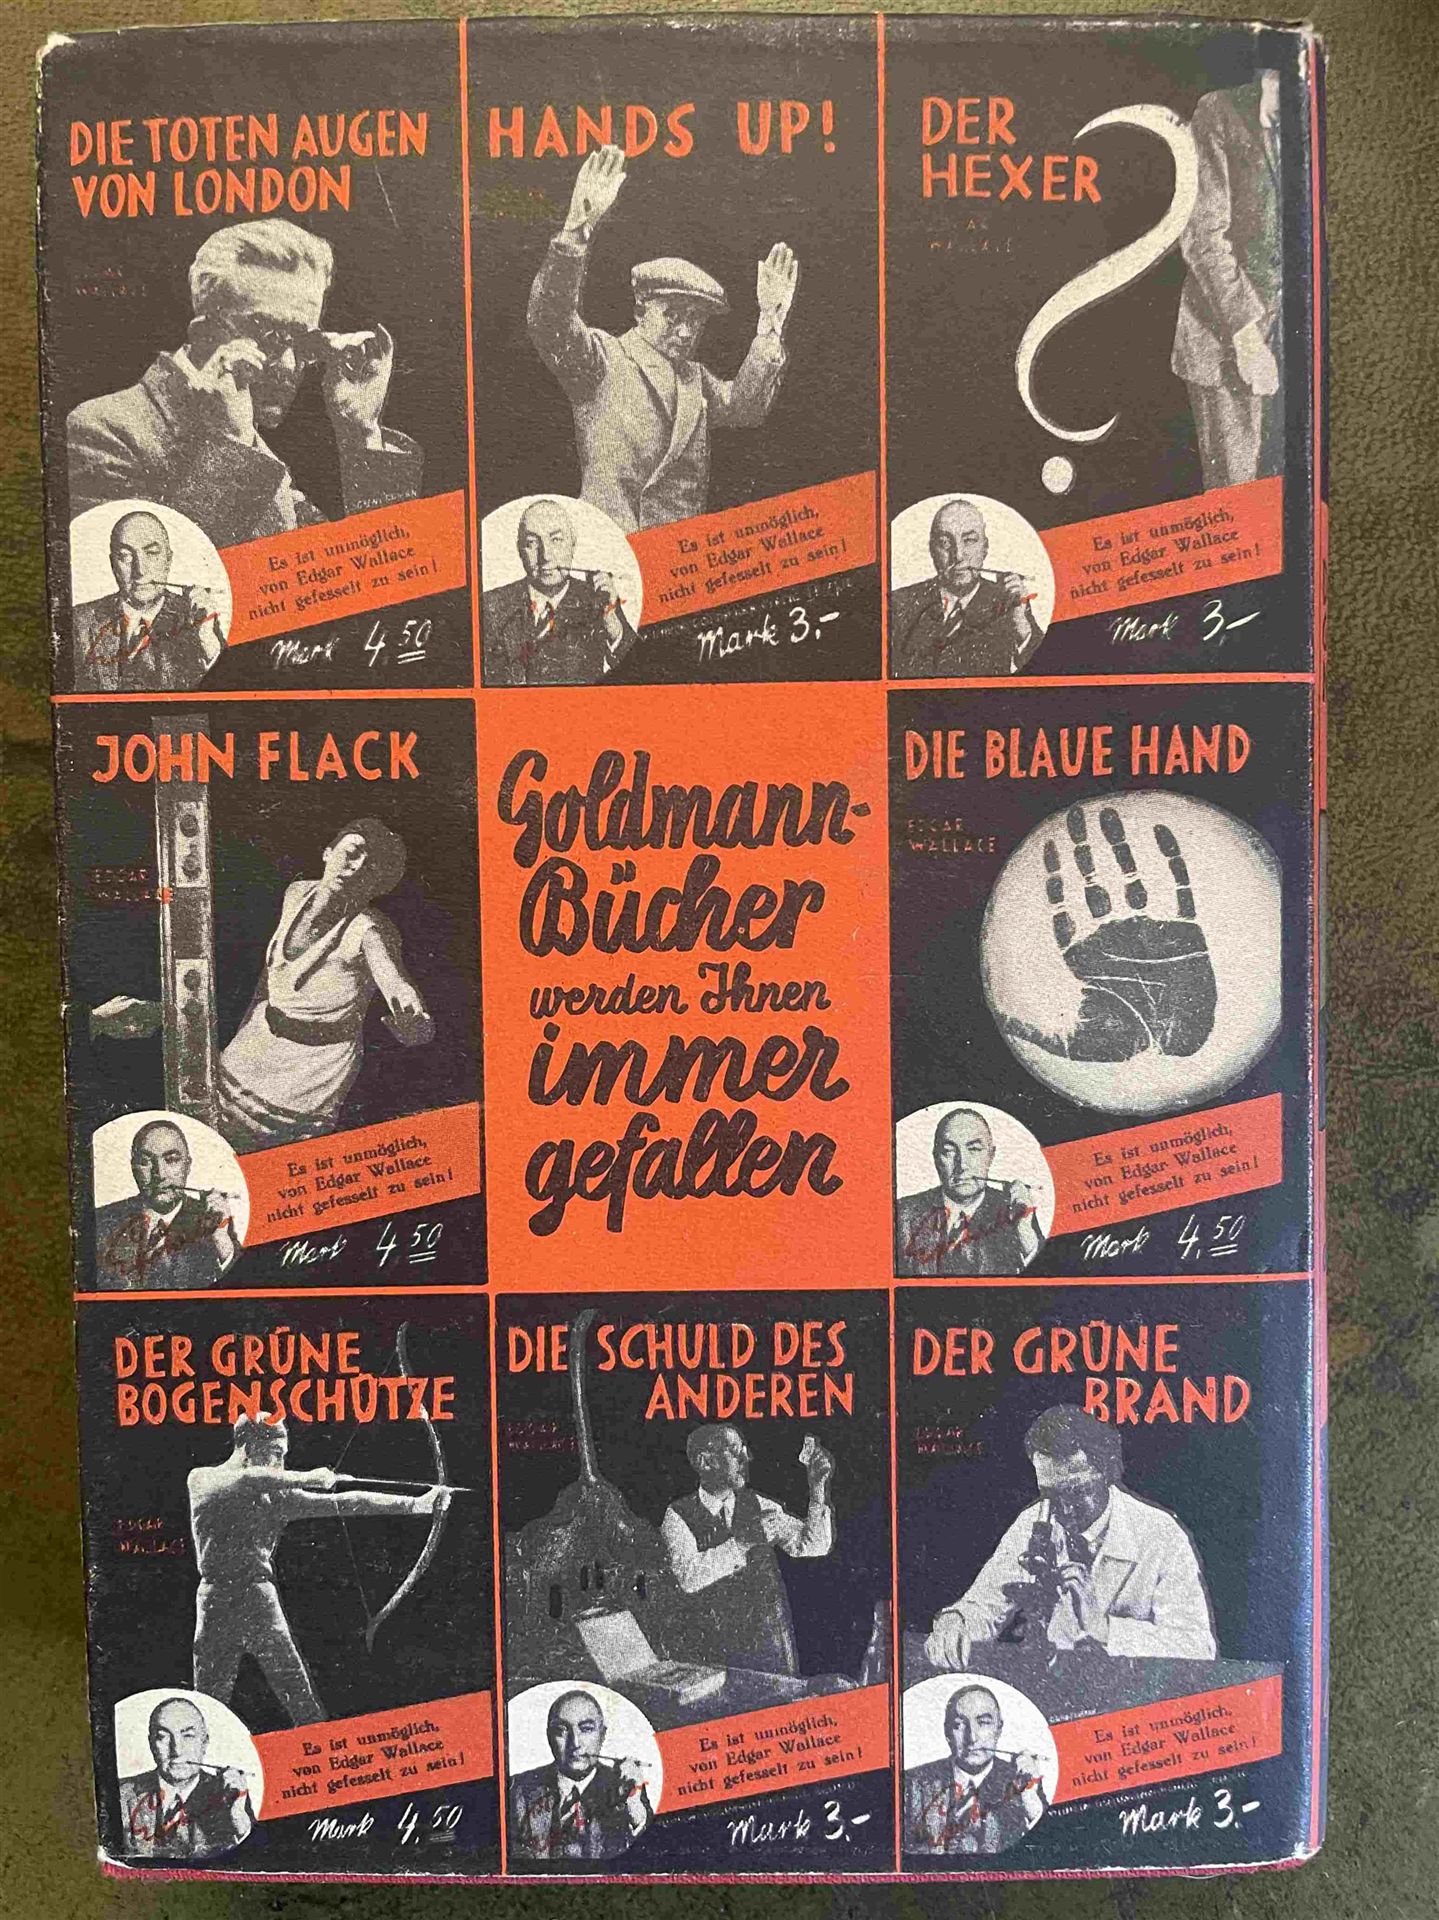 DIE TOTEN AUGEN
VON LONDON
EDGAR
WALLACE
Es ist unmöglich,
von Edgar Wallace
nicht gefesselt zu sein!
Mark 4,50
HANDS UP!
Es ist unmöglich,
von Edgar Wallace
nicht gefesselt zu sein!
Mark 3.-
DER
HEXER
EDGAR
WALLACE
?
Es ist unmöglich,
von Edgar Wallace
nicht gefesselt zu sein!
Mark 3,-
JOHN FLACK
EDGAR
WALLACE
Es ist unmöglich,
von Edgar Wallace
nicht gefesselt zu sein!
Mark 4,50
Goldmann-
Bücher
werden Ihnen
immer
gefallen
DIE BLAUE HAND
EDGAR
WALLACE
Es ist unmöglich,
von Edgar Wallace
nicht gefesselt zu sein!
Mark 4,50
DER GRÜNE
BOGENSCHÜTZE
EDGAR
WALLACE
Es ist unmöglich,
von Edgar Wallace
nicht gefesselt zu sein!
Mark 4,50
DIE SCHULD DES
ANDEREN
EDGAR
WALLACE
Es ist unmöglich,
von Edgar Wallace
nicht gefesselt zu sein!
Mark 3.-
DER GRÜNE
BRAND
EDGAR
WALLACE
Es ist unmöglich,
von Edgar Wallace
nicht gefesselt zu sein!
Mark 3.-